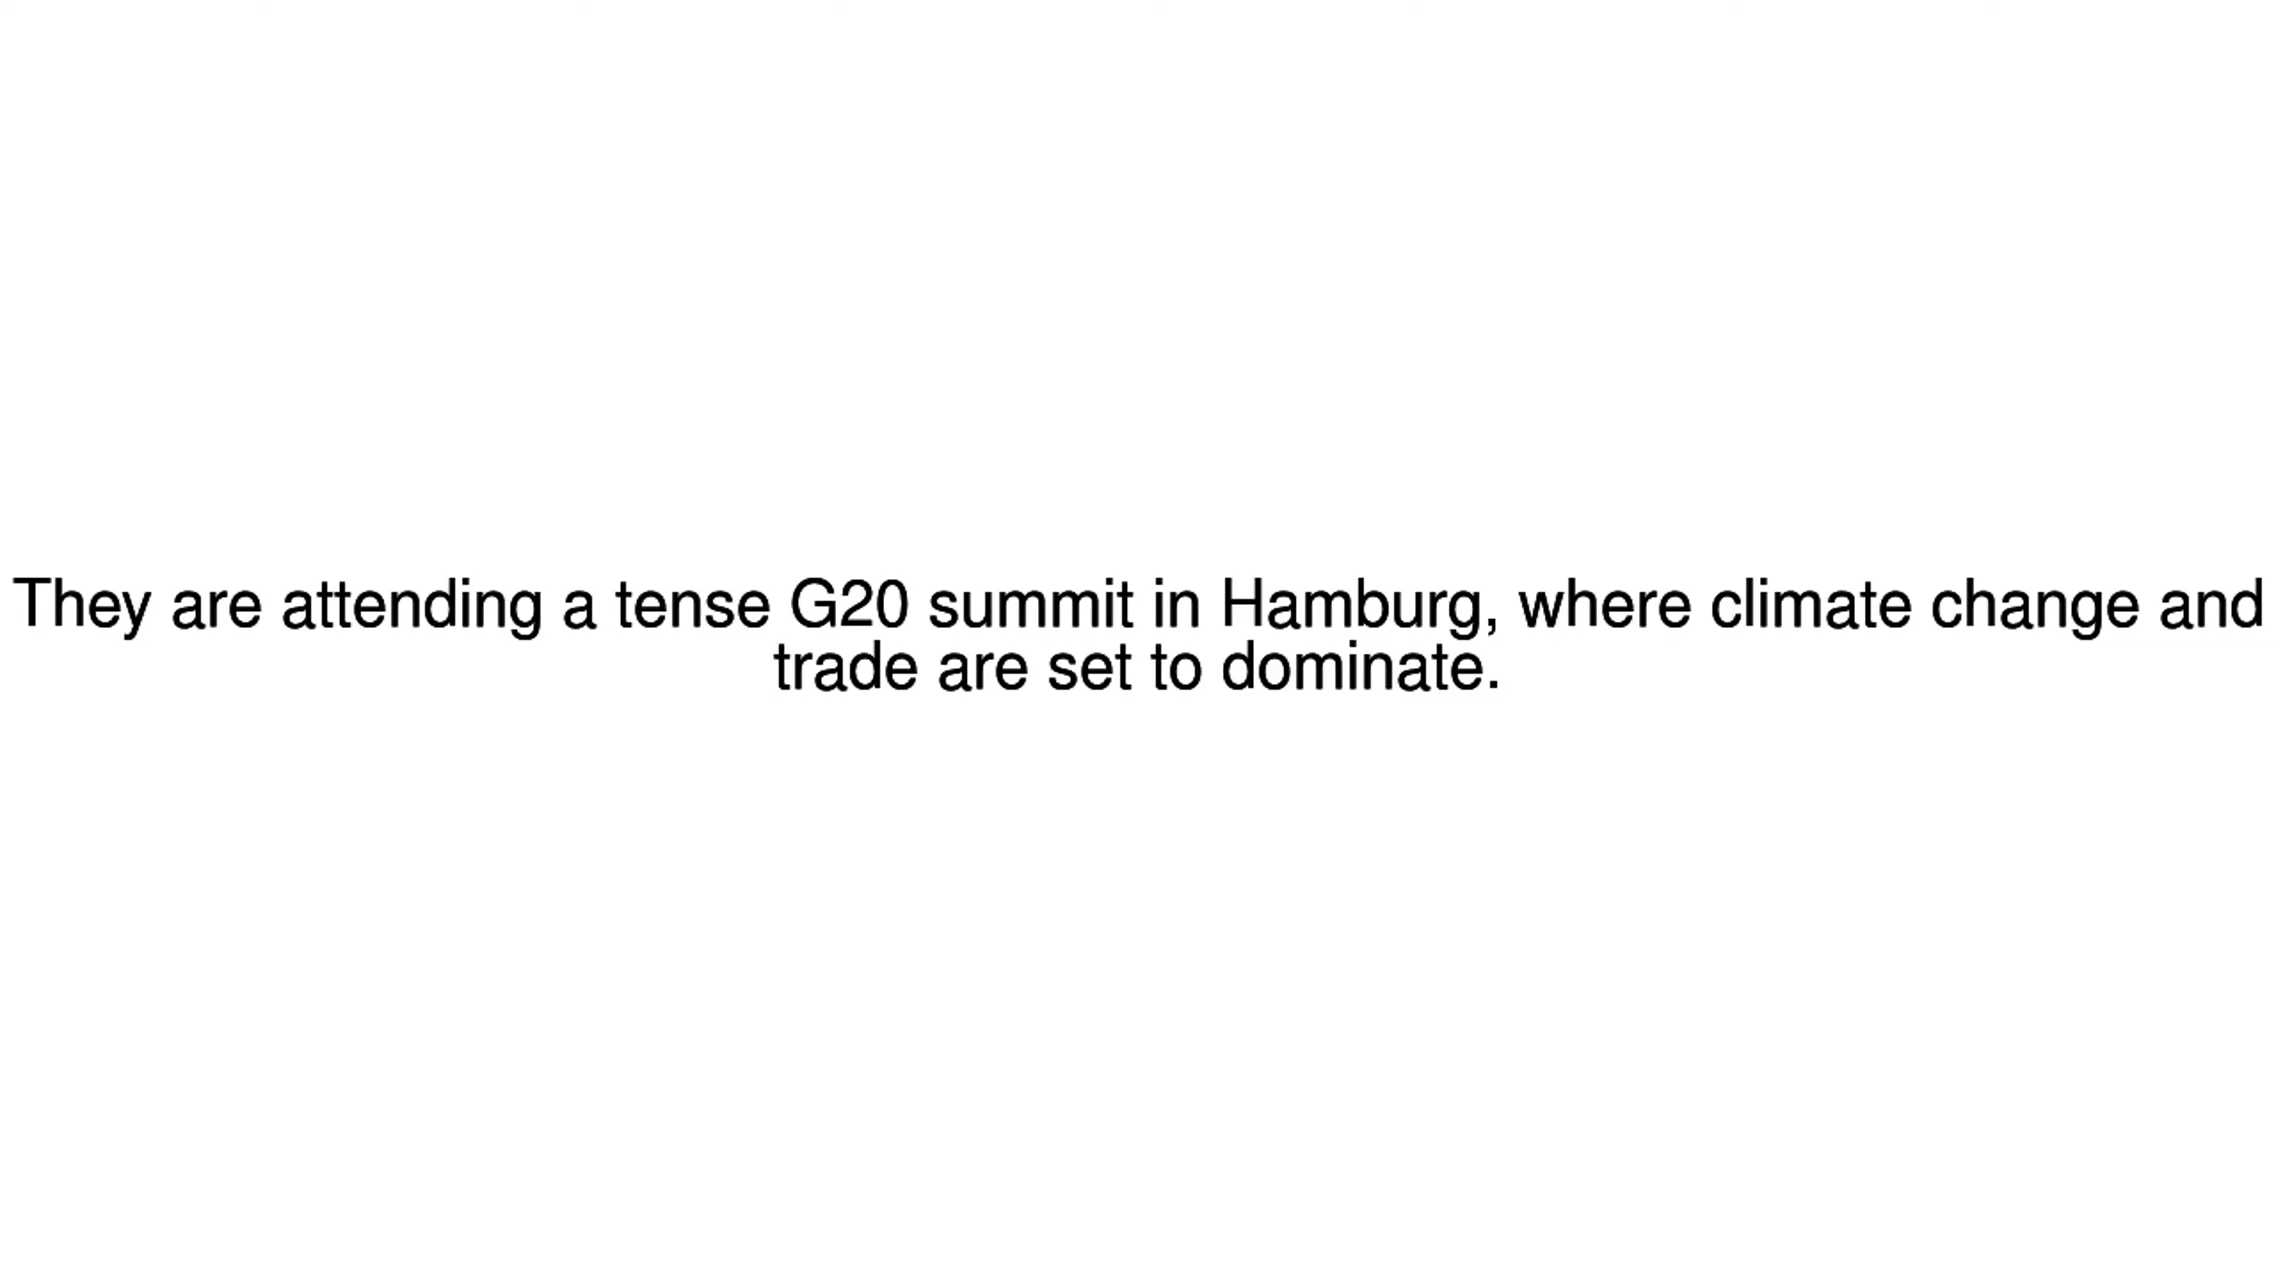 They are attending a tense G20 summit in Hamburg, where climate change and
trade are set to dominate.